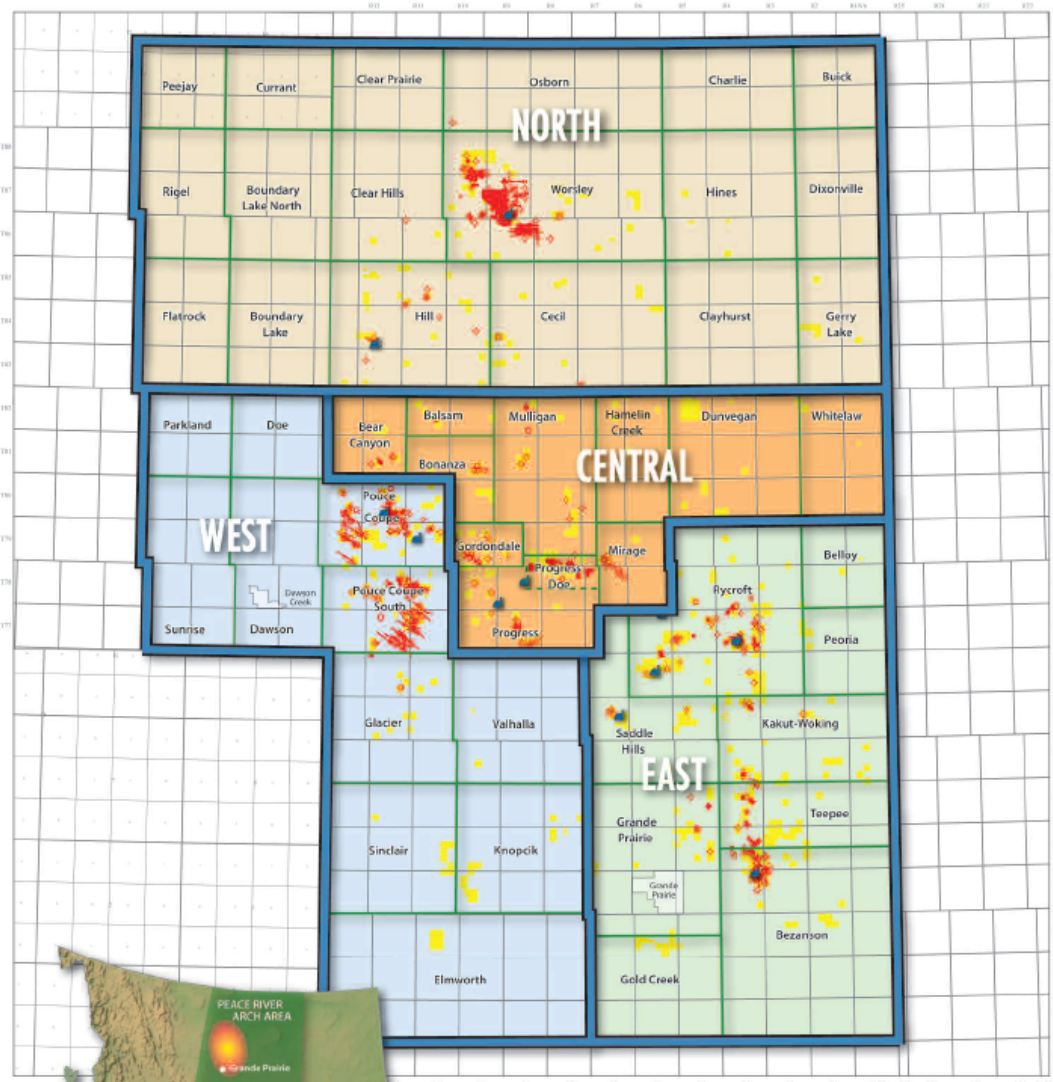 Peejay
Currant
Clear Prairie
Osborn
Charlie
Buick
NORTH
Rigel
Boundary
Lake North
Clear Hills
Worsley
Hines
Dixonville
Flatrock
Boundary
Lake
Hill
Cecil
Clayhurst
Gerry
Lake
Parkland
Doe
Bear
Canyon
Balsam
Bonanza
Mulligan
Hamelin
Creek
Dunvegan
Whitelaw
CENTRAL
WEST
Pouce
Coupe
Gordondale
Progress
Doe
Mirage
Belloy
Rycroft
Dawson
Creek
Pouce Coupe
South
Sunrise
Dawson
Progress
Peoria
Glacier
Valhalla
Saddle
Hills
Kakut-Woking
EAST
Grande
Prairie
Teepee
Sinclair
Knopcik
Grande
Prairie
Bezanson
Elmworth
Gold Creek
PEACE RIVER
ARCH AREA
Grande Prairie